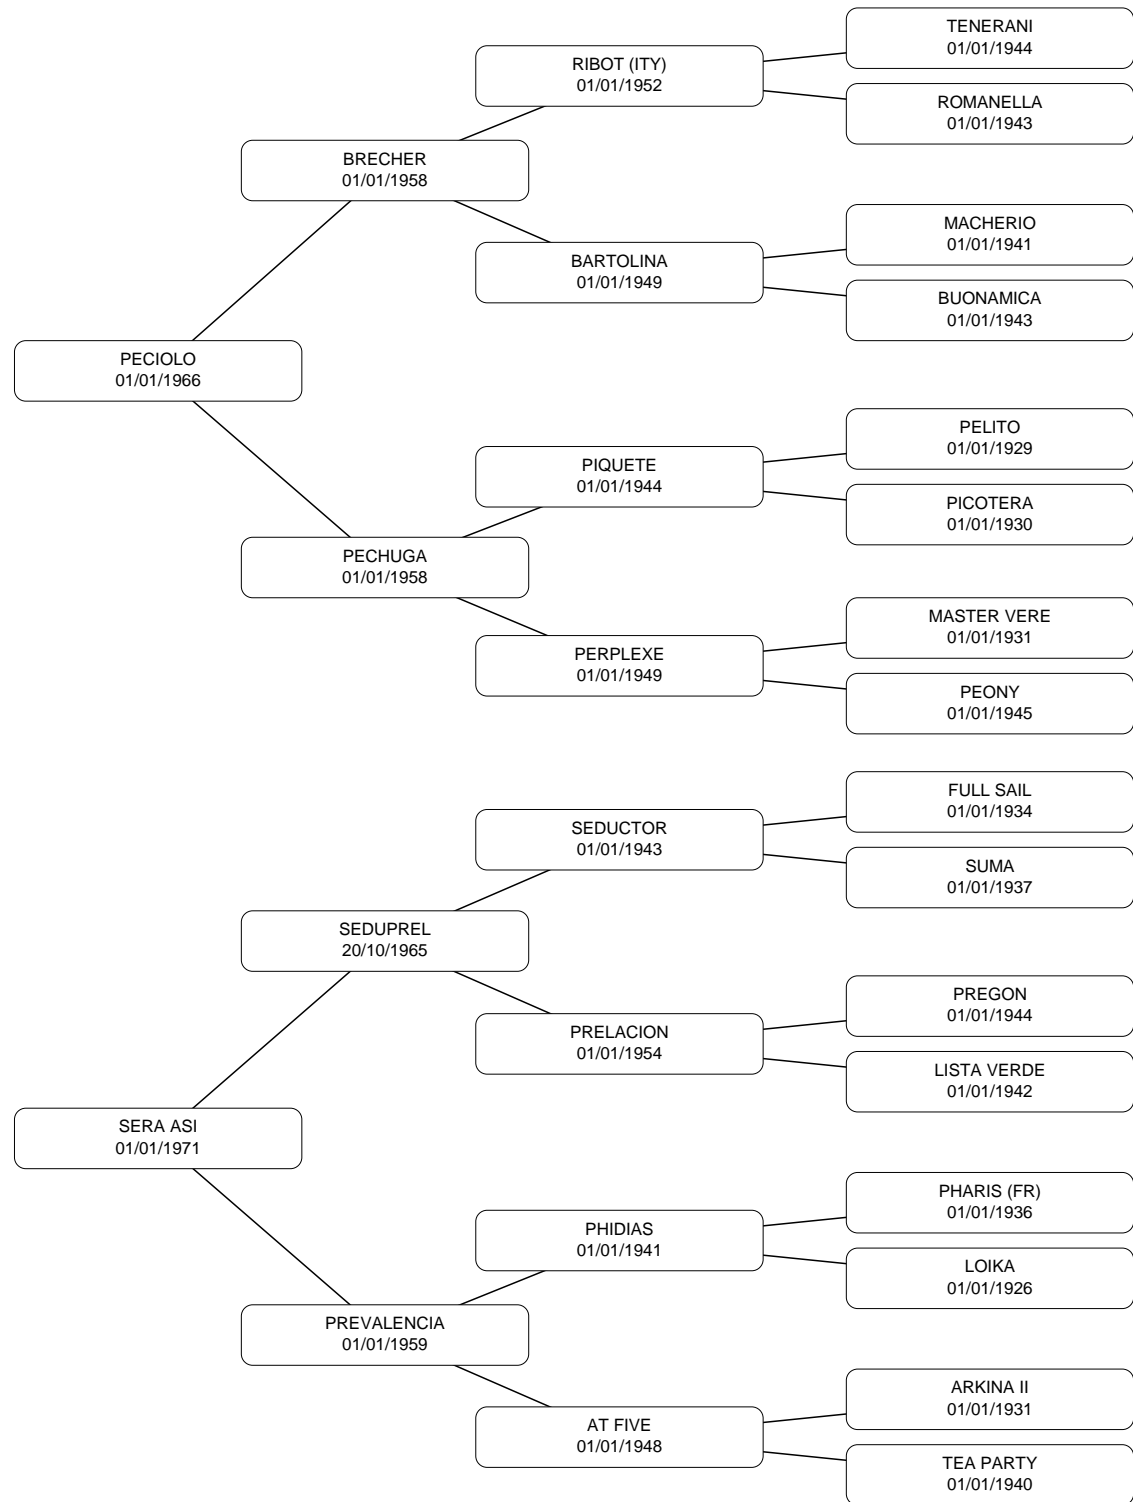 TENERANI
01/01/1944
RIBOT (ITY)
01/01/1952
ROMANELLA
01/01/1943
BRECHER
01/01/1958
MACHERIO
01/01/1941
BARTOLINA
01/01/1949
BUONAMICA
01/01/1943
PECIOLO
01/01/1966
PELITO
01/01/1929
PIQUETE
01/01/1944
PICOTERA
01/01/1930
PECHUGA
01/01/1958
MASTER VERE
01/01/1931
PERPLEXE
01/01/1949
PEONY
01/01/1945
FULL SAIL
01/01/1934
SEDUCTOR
01/01/1943
SUMA
01/01/1937
SEDUPREL
20/10/1965
PREGON
01/01/1944
PRELACION
01/01/1954
LISTA VERDE
01/01/1942
SERA ASI
01/01/1971
PHARIS (FR)
01/01/1936
PHIDIAS
01/01/1941
LOIKA
01/01/1926
PREVALENCIA
01/01/1959
ARKINA II
01/01/1931
AT FIVE
01/01/1948
TEA PARTY
01/01/1940